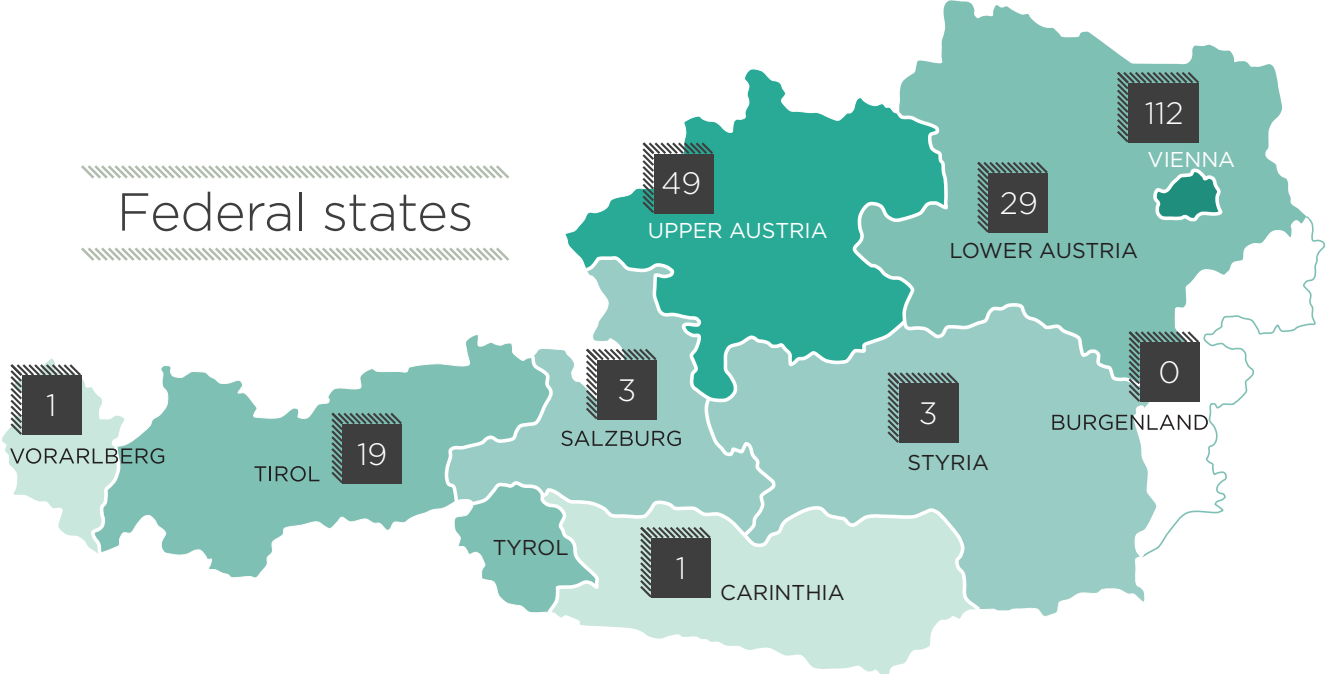 Federal states
112
VIENNA
49
UPPER AUSTRIA
29
LOWER AUSTRIA
1
VORARLBERG
19
TIROL
3
SALZBURG
3
STYRIA
0
BURGENLAND
TYROL
1
CARINTHIA